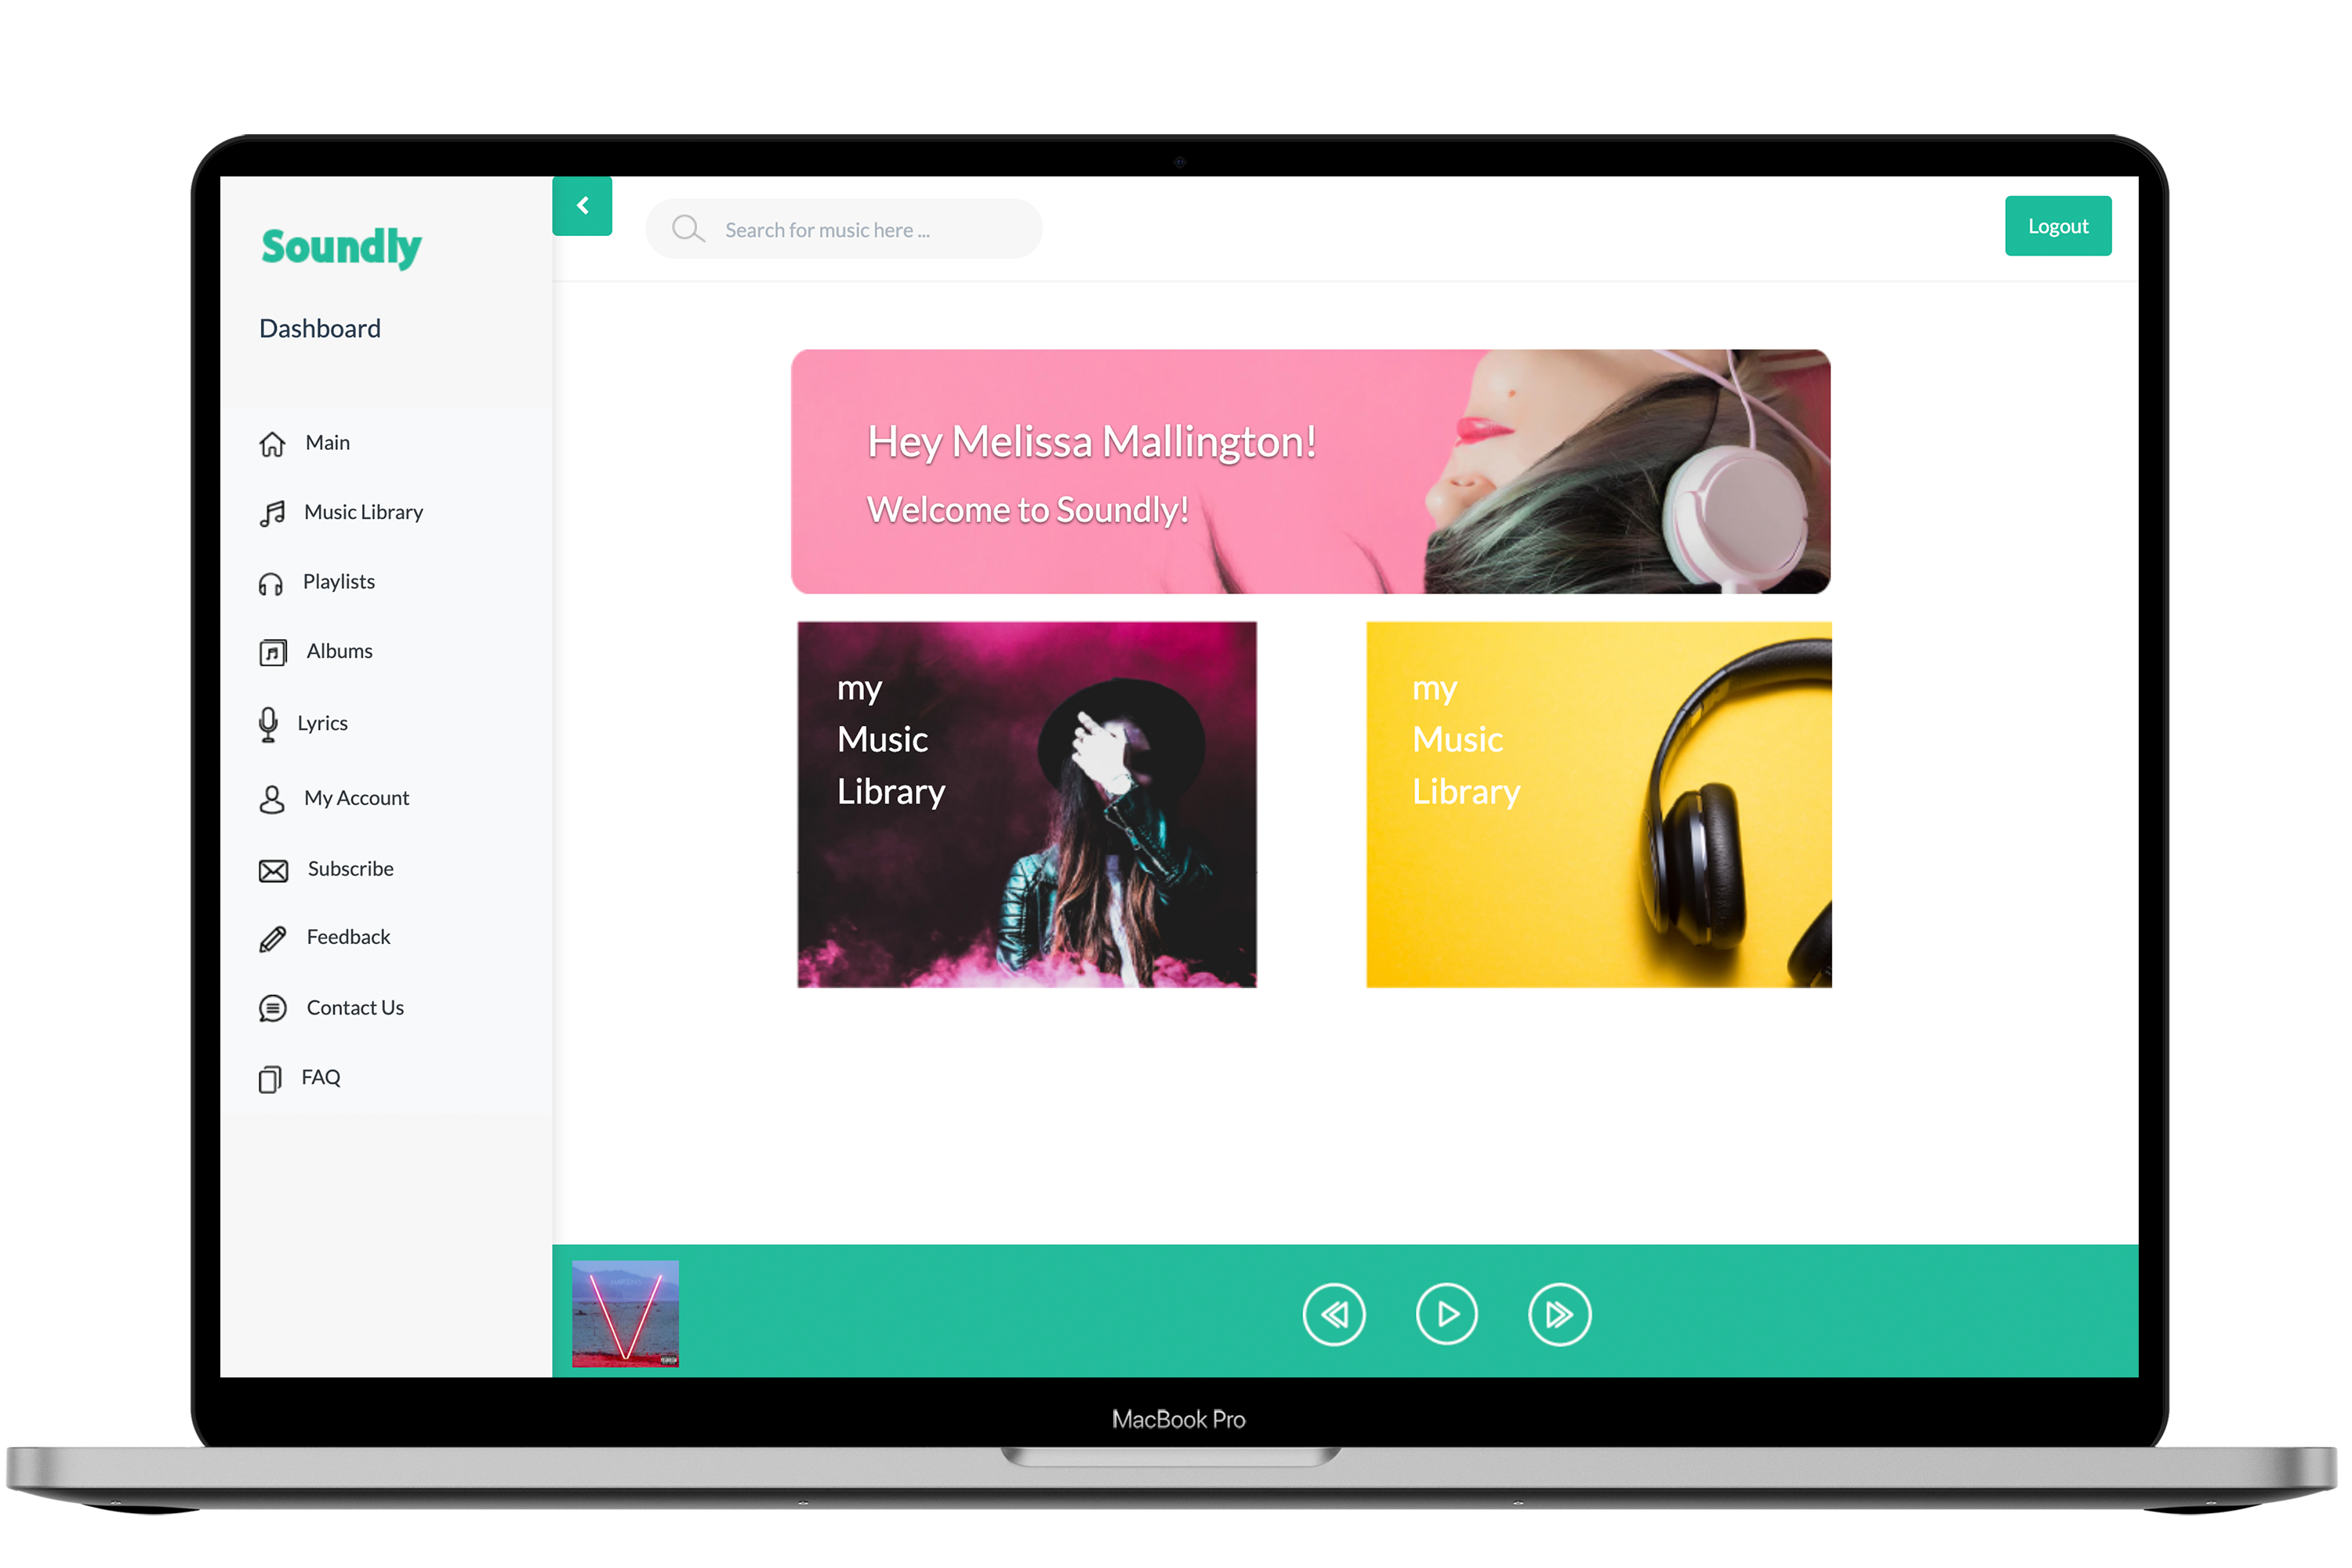 Soundly
Dashboard
Main
Music Library
Playlists
Albums
Lyrics
My Account
Subscribe
Feedback
Contact Us
FAQ
Search for music here ...
Logout
Hey Melissa Mallington!
Welcome to Soundly!
my
Music
Library
my
Music
Library
V
MacBook Pro